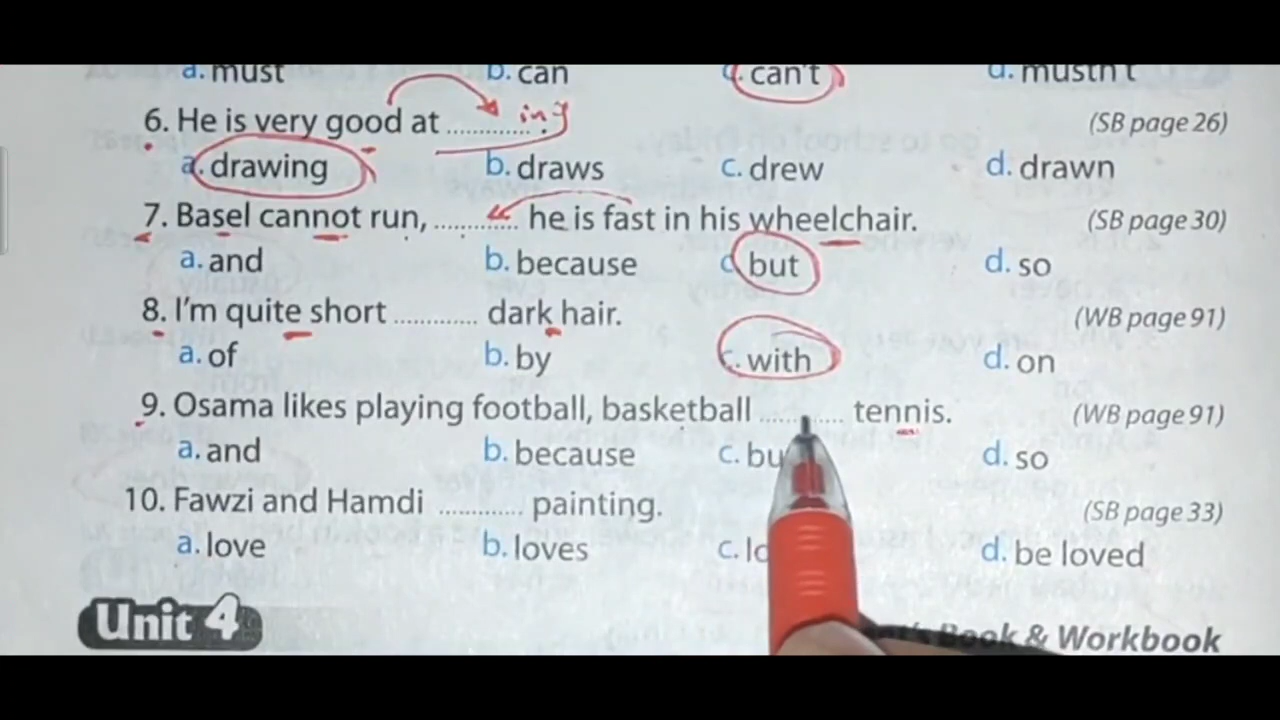 a. must b. can c. can't d. mustn't
6. He is very good at ............ . ing (SB page 26)
a. drawing b. draws c. drew d. drawn
7. Basel cannot run, ............ he is fast in his wheelchair. (SB page 30)
a. and b. because c. but d. so
8. I'm quite short ............ dark hair. (WB page 91)
a. of b. by c. with d. on
9. Osama likes playing football, basketball ............ tennis. (WB page 91)
a. and b. because c. bu d. so
10. Fawzi and Hamdi ............ painting. (SB page 33)
a. love b. loves c. lo d. be loved
Unit 4 Book & Workbook